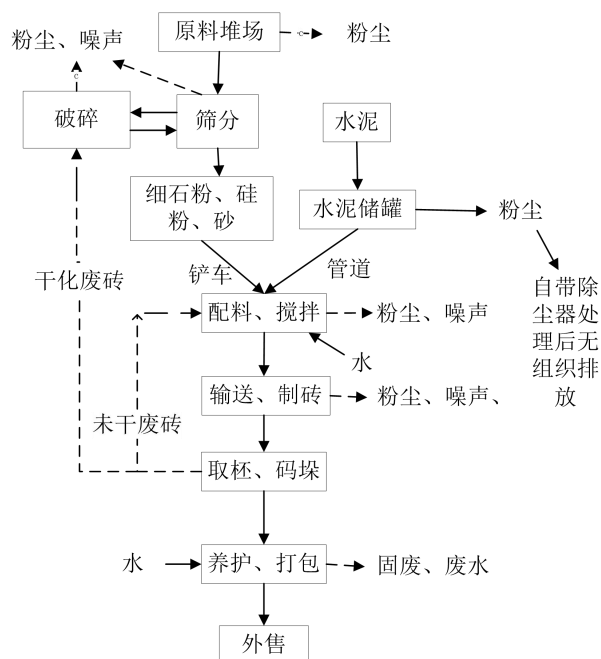 原料堆场
粉尘
粉尘、噪声
c
c
破碎
筛分
水泥
细石粉、硅
粉、砂
水泥储罐
粉尘
铲车
管道
干化废砖
自带除
尘器处
理后无
组织排
放
配料、搅拌
粉尘、噪声
水
输送、制砖
粉尘、噪声、
未干废砖
取柸、码垛
水
养护、打包
固废、废水
外售